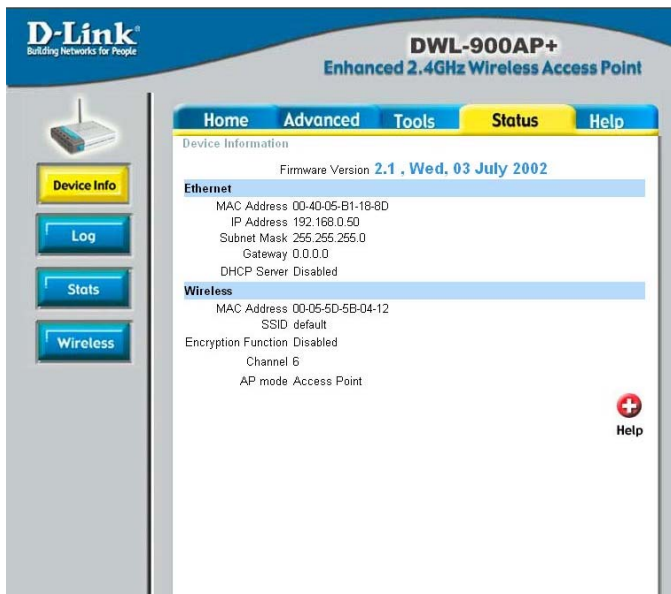 D-Link
Building Networks for People
DWL-900AP+
Enhanced 2.4GHz Wireless Access Point
Home Advanced Tools Status Help
Device Info
Log
Stats
Wireless
Device Information
Firmware Version 2.1 , Wed, 03 July 2002
Ethernet
MAC Address 00-40-05-B1-18-8D
IP Address 192.168.0.50
Subnet Mask 255.255.255.0
Gateway 0.0.0.0
DHCP Server Disabled
Wireless
MAC Address 00-05-5D-5B-04-12
SSID default
Encryption Function Disabled
Channel 6
AP mode Access Point
Help